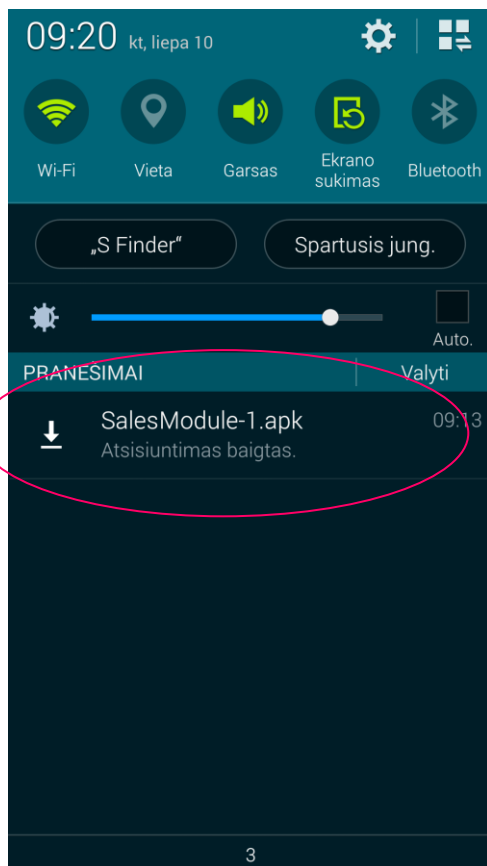 09:20 kt, liepa 10
Wi-Fi Vieta Garsas Ekrano sukimas Bluetooth
„S Finder“ Spartusis jung.
Auto.
PRANEŠIMAI Valyti
SalesModule-1.apk 09:13
Atsisiuntimas baigtas.
3